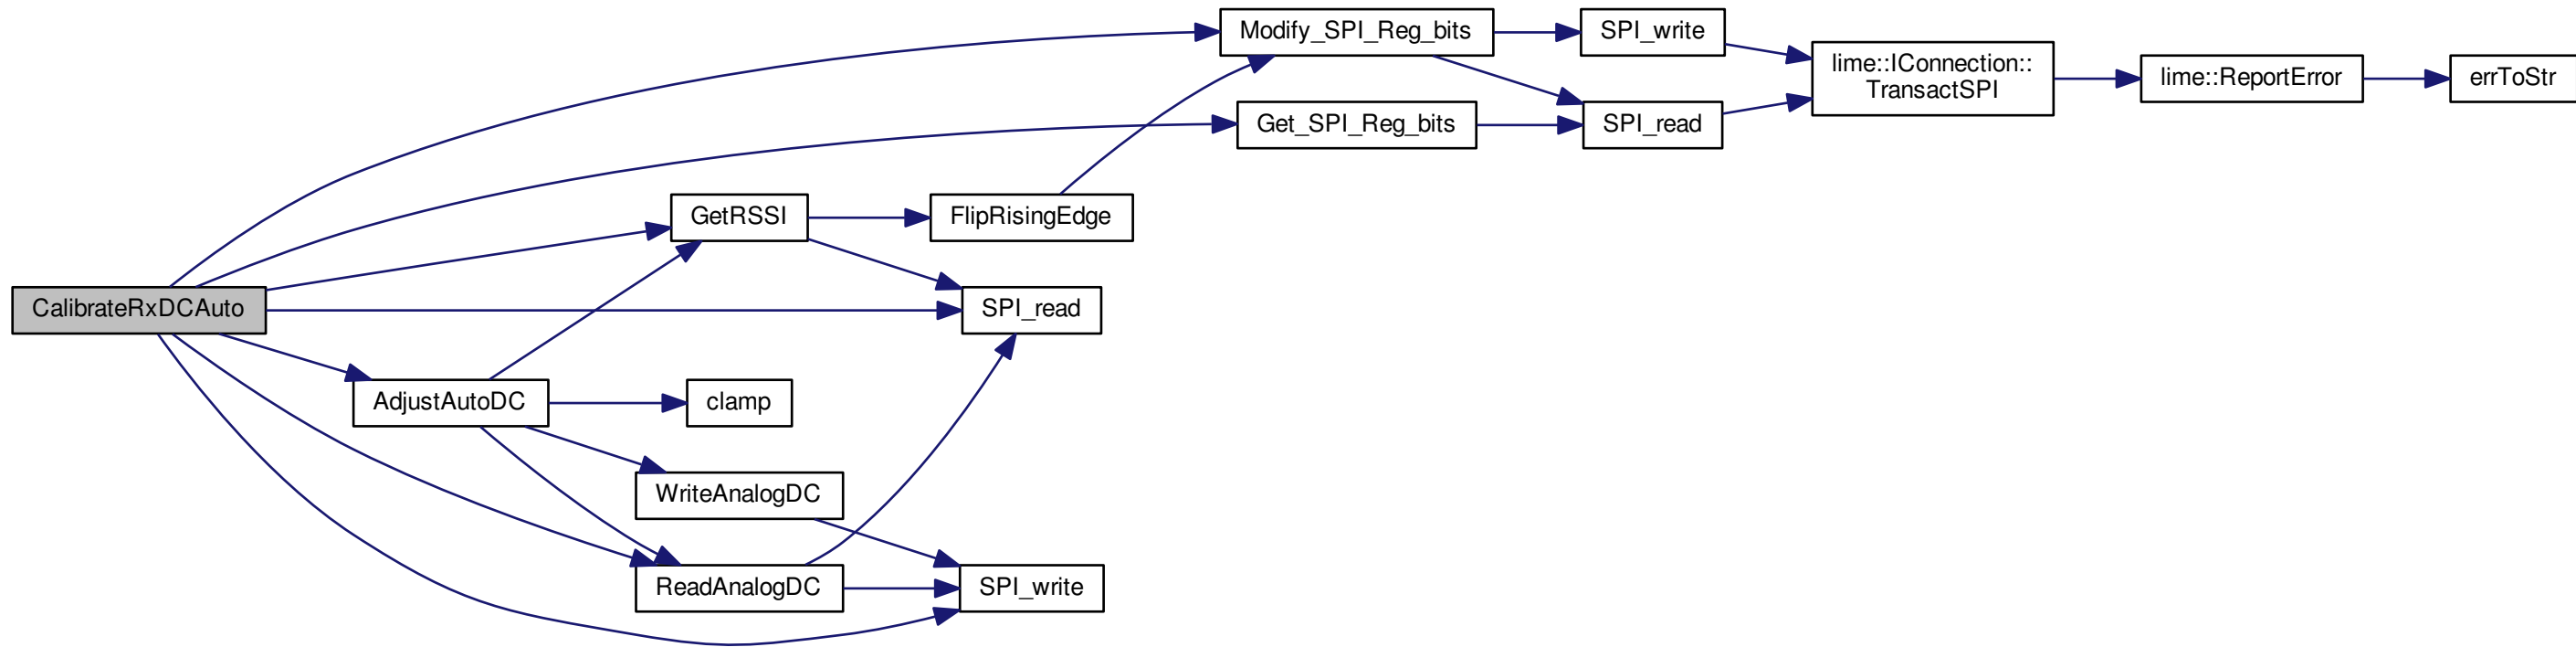 Modify_SPI_Reg_bits
SPI_write
lime::IConnection::
TransactSPI
lime::ReportError
errToStr
Get_SPI_Reg_bits
SPI_read
GetRSSI
FlipRisingEdge
CalibrateRxDCAuto
SPI_read
AdjustAutoDC
clamp
WriteAnalogDC
ReadAnalogDC
SPI_write